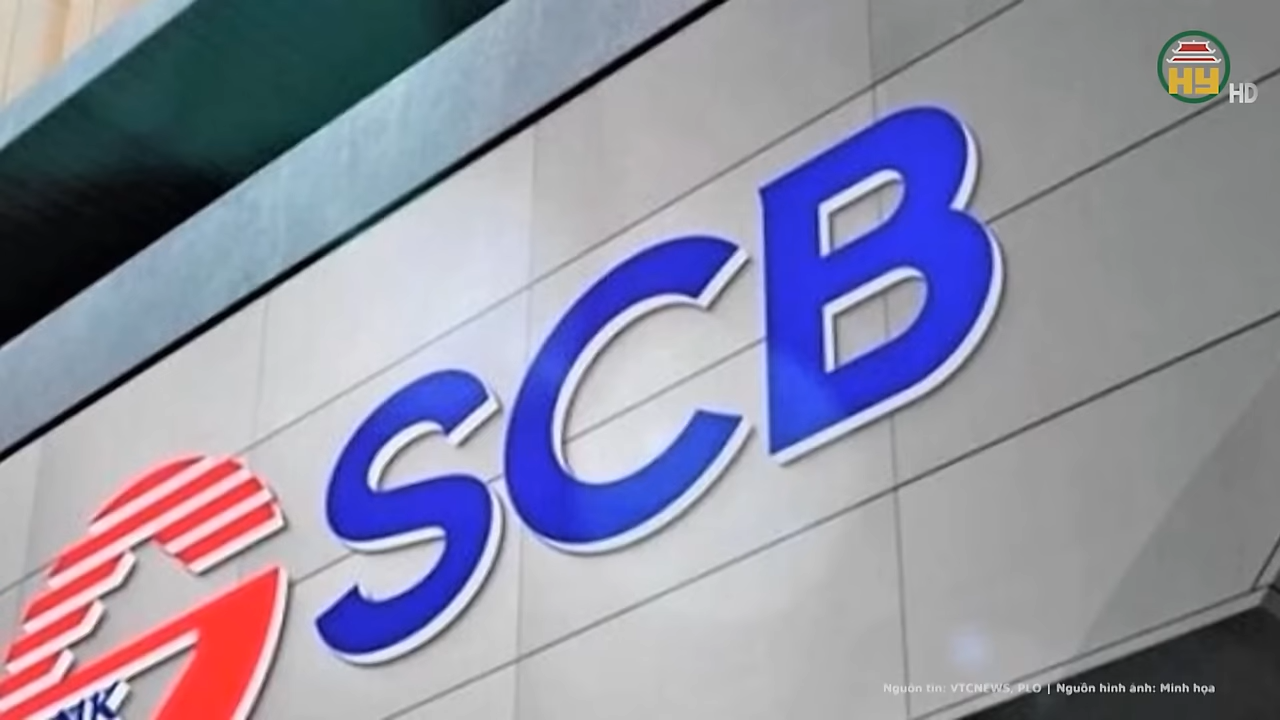 HY
HD
SCB
Nguồn tin: VTCNEWS, PLO | Nguồn hình ảnh: Minh họa